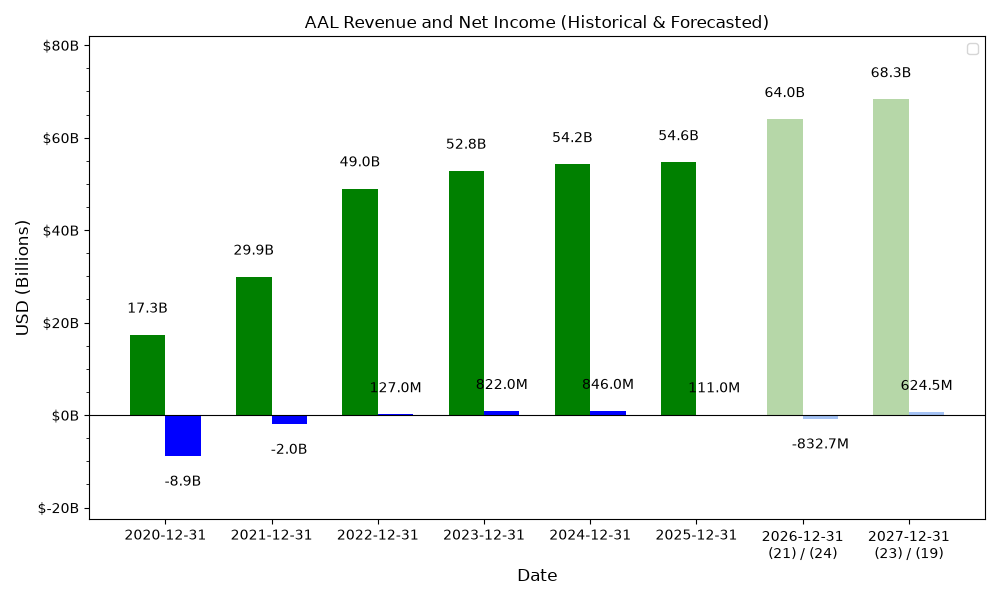 AAL Revenue and Net Income (Historical & Forecasted)
$80B
$60B
$40B
$20B
$0B
$-20B
USD (Billions)
17.3B
29.9B
49.0B
52.8B
54.2B
54.6B
64.0B
68.3B
-8.9B
-2.0B
127.0M
822.0M
846.0M
111.0M
-832.7M
624.5M
2020-12-31
2021-12-31
2022-12-31
2023-12-31
2024-12-31
2025-12-31
2026-12-31
(21) / (24)
2027-12-31
(23) / (19)
Date